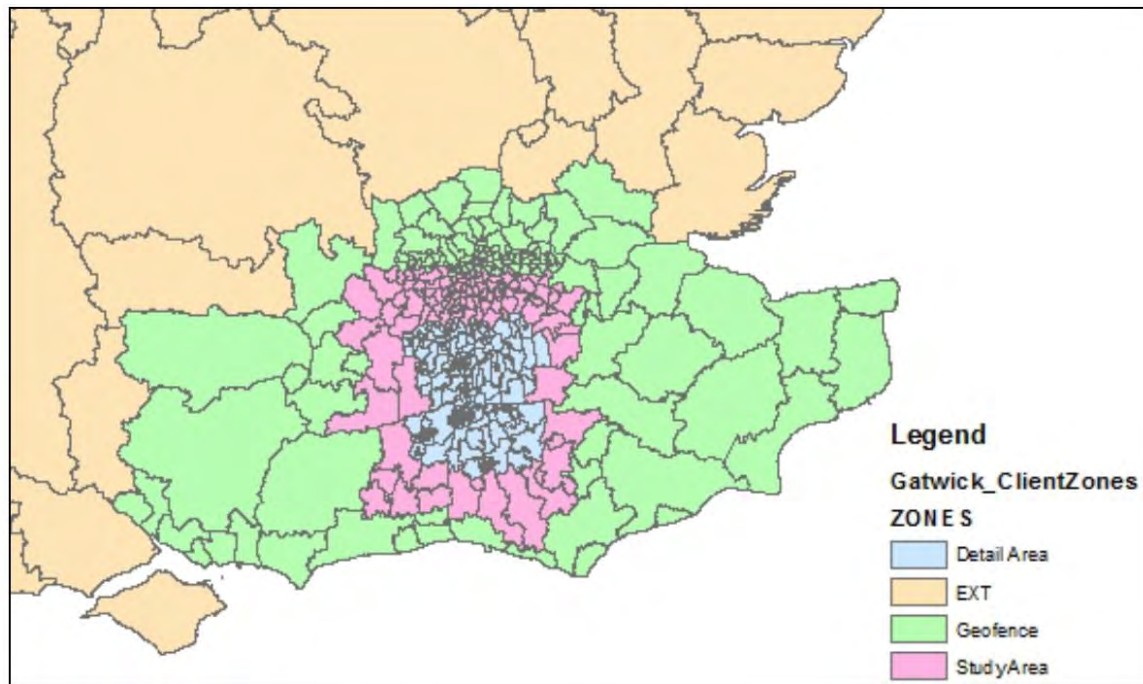 Legend
Gatwick_ClientZones
ZONES
Detail Area
EXT
Geofence
StudyArea